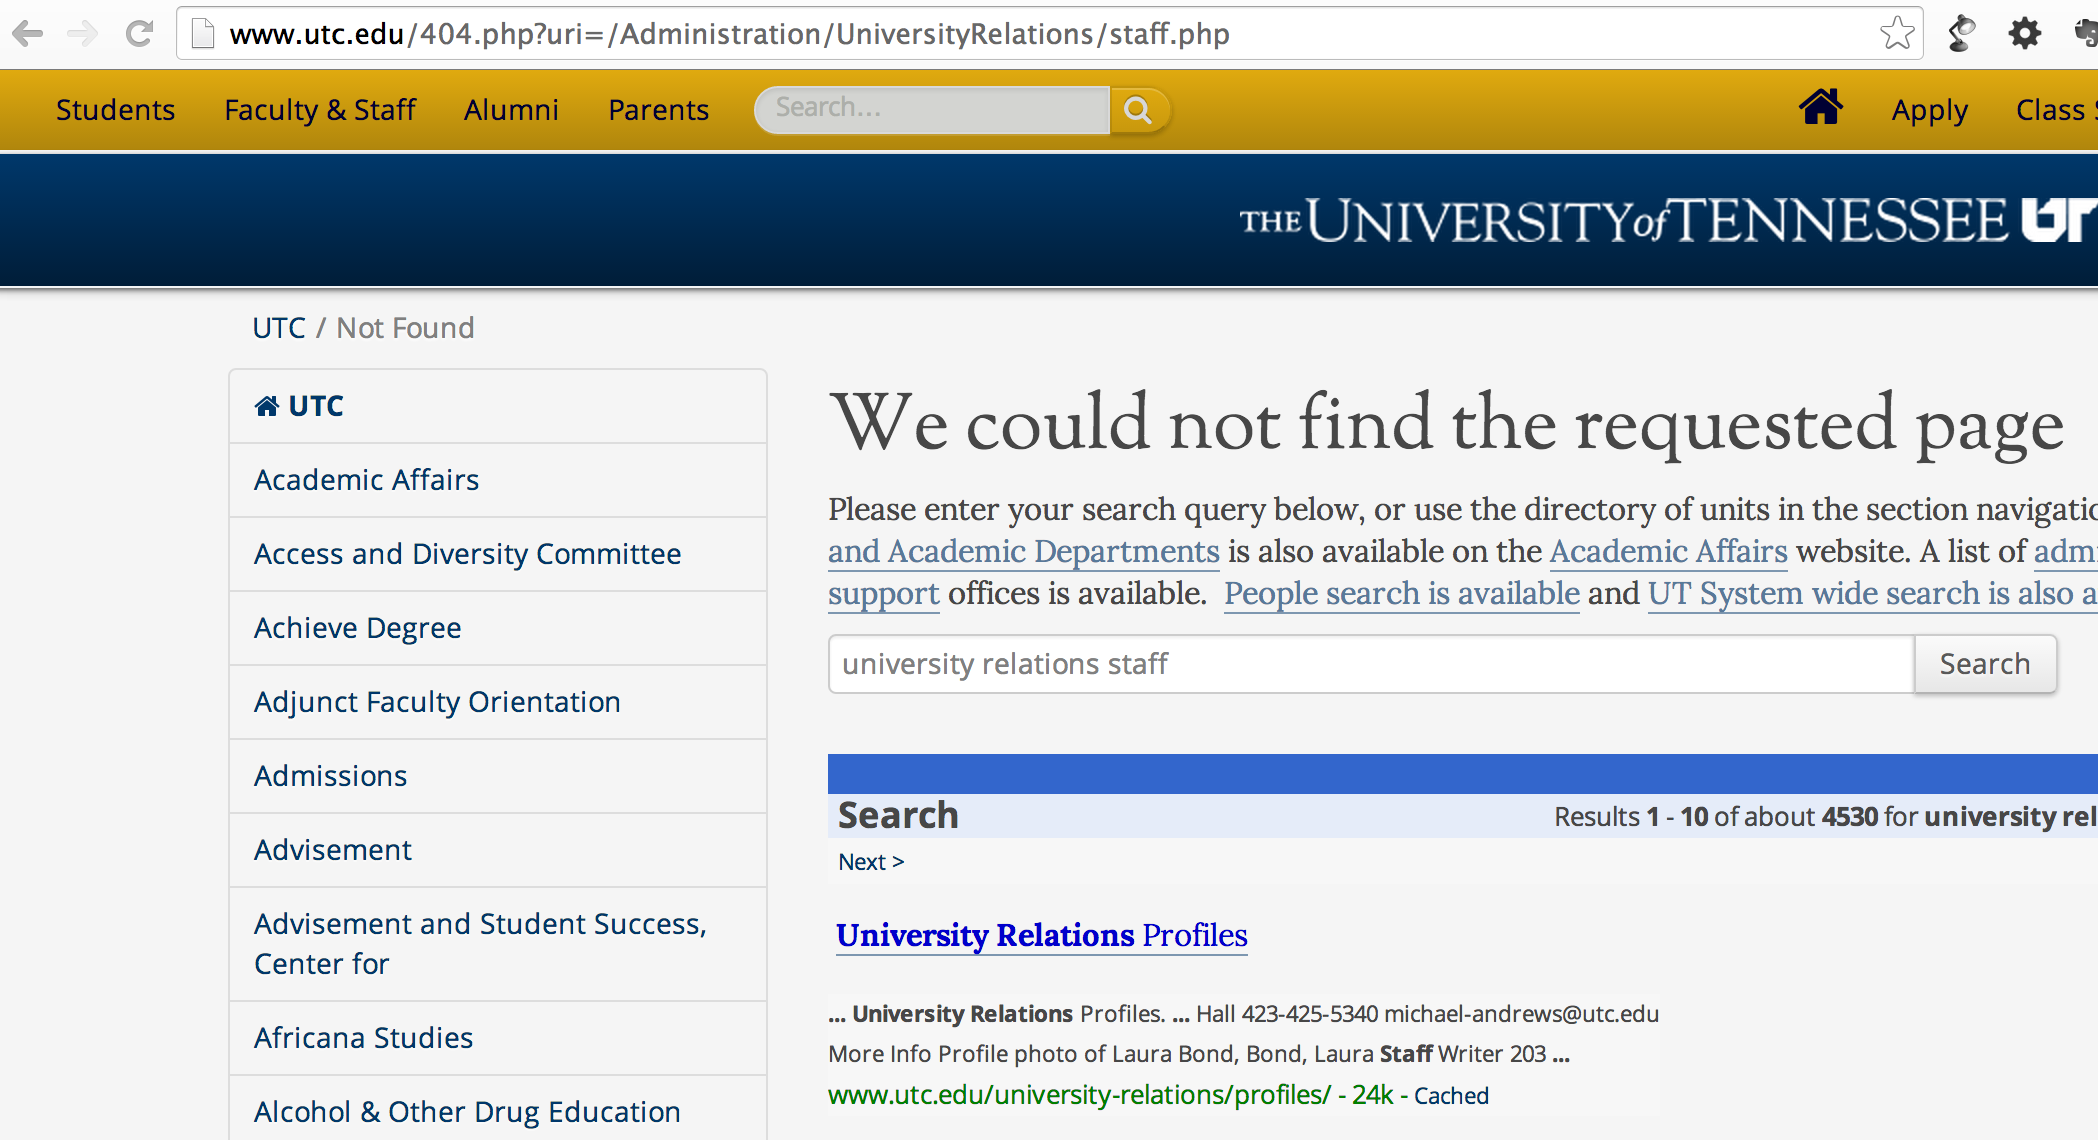 www.utc.edu/404.php?uri=/Administration/UniversityRelations/staff.php
Students Faculty & Staff Alumni Parents Search... Apply Class
THE UNIVERSITY of TENNESSEE UT
UTC / Not Found
UTC
Academic Affairs
Access and Diversity Committee
Achieve Degree
Adjunct Faculty Orientation
Admissions
Advisement
Advisement and Student Success,
Center for
Africana Studies
Alcohol & Other Drug Education
We could not find the requested page
Please enter your search query below, or use the directory of units in the section navigatio
and Academic Departments is also available on the Academic Affairs website. A list of adm
support offices is available. People search is available and UT System wide search is also a
university relations staff Search
Search Results 1 - 10 of about 4530 for university rel
Next >
University Relations Profiles
... University Relations Profiles. ... Hall 423-425-5340 michael-andrews@utc.edu
More Info Profile photo of Laura Bond, Bond, Laura Staff Writer 203 ...
www.utc.edu/university-relations/profiles/ - 24k - Cached